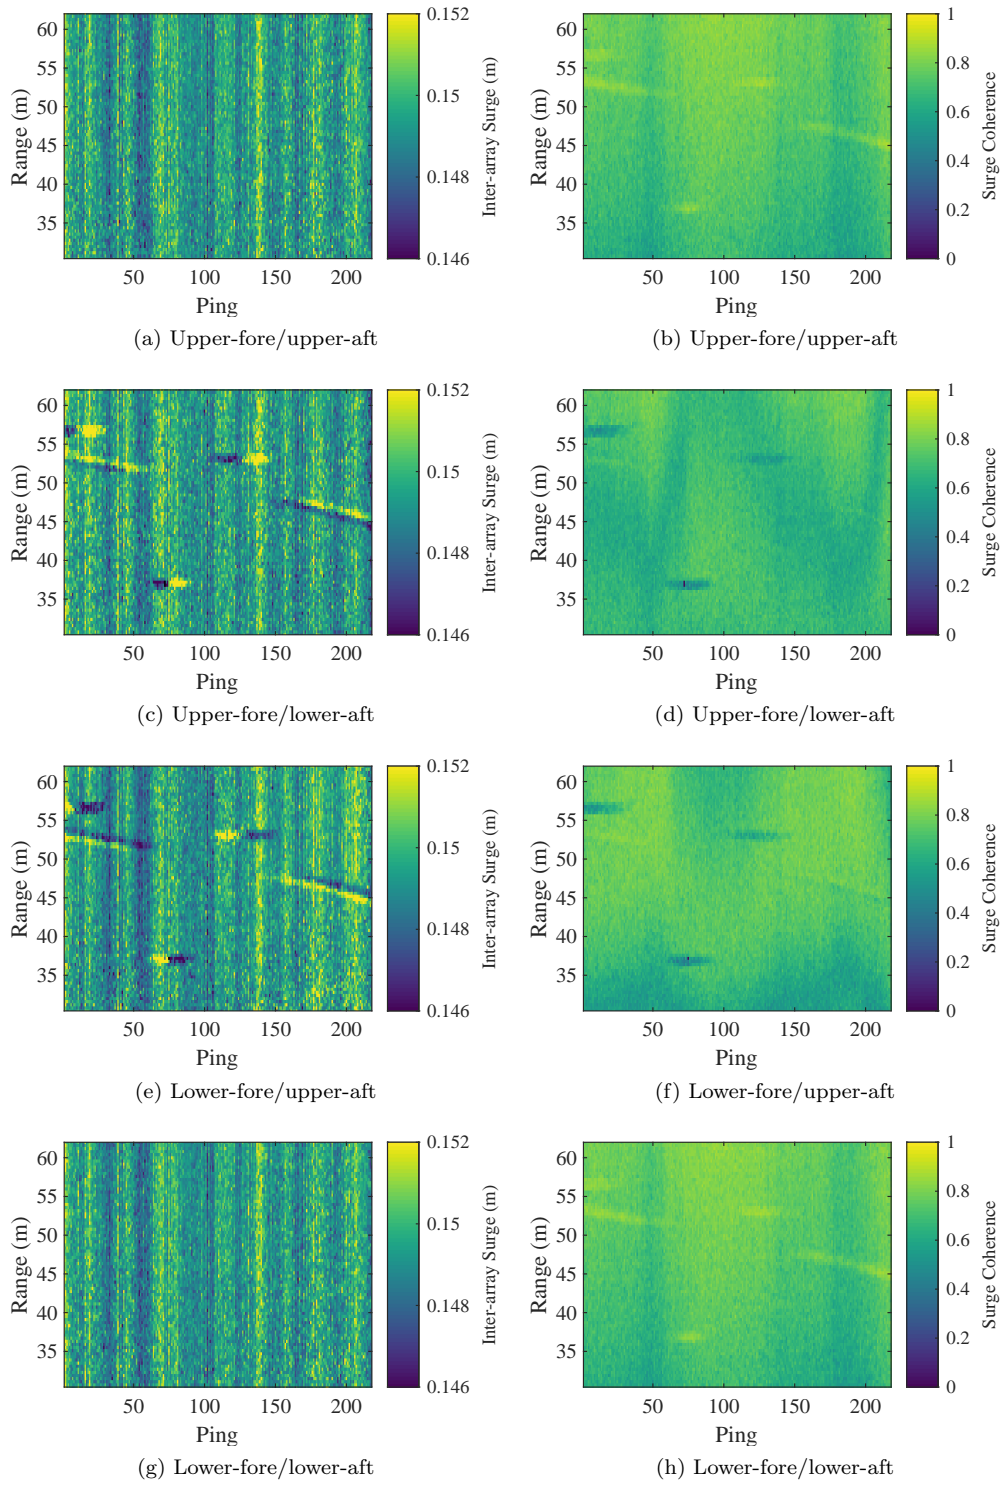 60
55
50
45
40
35
Range (m)
50 100 150 200
Ping
0.152
0.15
0.148
0.146
Inter-array Surge (m)
(a) Upper-fore/upper-aft
60
55
50
45
40
35
Range (m)
50 100 150 200
Ping
1
0.8
0.6
0.4
0.2
0
Surge Coherence
(b) Upper-fore/upper-aft
60
55
50
45
40
35
Range (m)
50 100 150 200
Ping
0.152
0.15
0.148
0.146
Inter-array Surge (m)
(c) Upper-fore/lower-aft
60
55
50
45
40
35
Range (m)
50 100 150 200
Ping
1
0.8
0.6
0.4
0.2
0
Surge Coherence
(d) Upper-fore/lower-aft
60
55
50
45
40
35
Range (m)
50 100 150 200
Ping
0.152
0.15
0.148
0.146
Inter-array Surge (m)
(e) Lower-fore/upper-aft
60
55
50
45
40
35
Range (m)
50 100 150 200
Ping
1
0.8
0.6
0.4
0.2
0
Surge Coherence
(f) Lower-fore/upper-aft
60
55
50
45
40
35
Range (m)
50 100 150 200
Ping
0.152
0.15
0.148
0.146
Inter-array Surge (m)
(g) Lower-fore/lower-aft
60
55
50
45
40
35
Range (m)
50 100 150 200
Ping
1
0.8
0.6
0.4
0.2
0
Surge Coherence
(h) Lower-fore/lower-aft